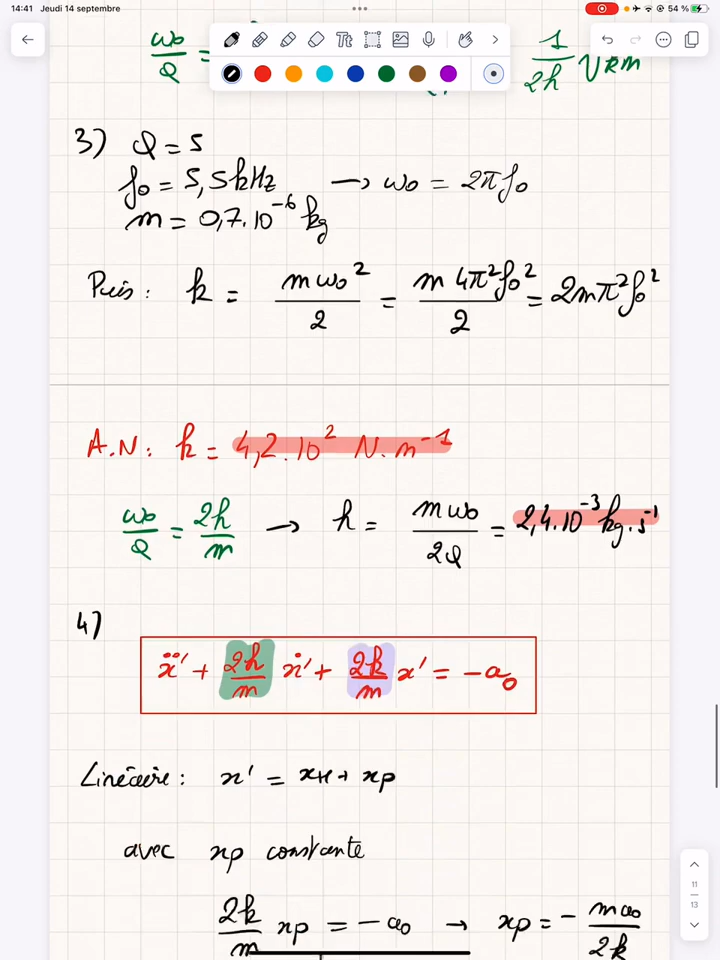 14:41 Jeudi 14 septembre
54 %
ω₀/Q =
1/2h √km
Tt
3) Q = 5
f₀ = 5,5 kHz → ω₀ = 2πf₀
m = 0,7.10⁻⁶ kg
Puis : k = mω₀²/2 = m 4π²f₀²/2 = 2mπ²f₀²
A.N : k = 4,2.10² N.m⁻¹
ω₀/Q = 2h/m → h = mω₀/2Q = 2,4.10⁻³ kg.s⁻¹
4)
ẍ' + 2h/m ẋ' + 2k/m x' = -a₀
Linéaire : x' = xH + xp
avec xp constante
2k/m xp = -a₀ → xp = - ma₀/2k
11
13